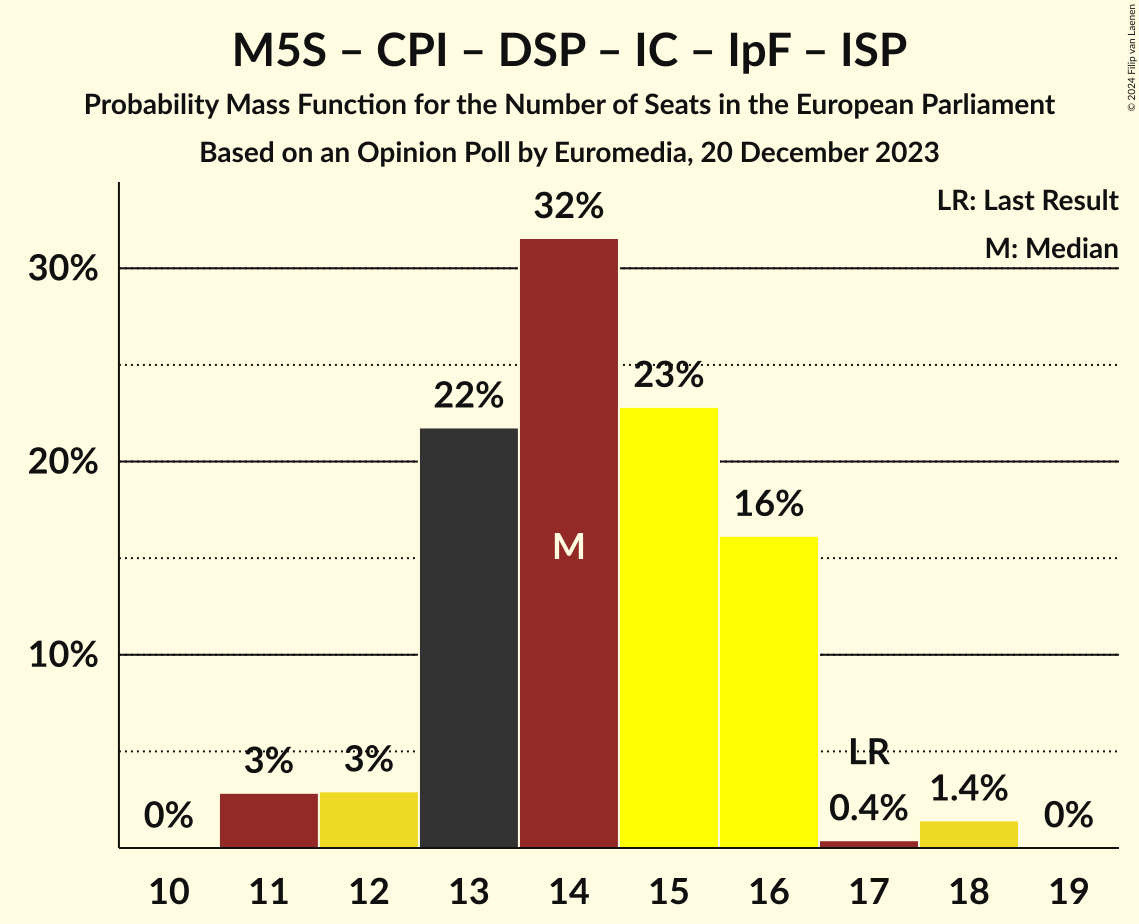 M5S – CPI – DSP – IC – IpF – ISP
Probability Mass Function for the Number of Seats in the European Parliament
Based on an Opinion Poll by Euromedia, 20 December 2023
© 2024 Filip van Laenen
LR: Last Result
M: Median
30%
20%
10%
0%
3%
3%
22%
32%
23%
16%
0.4%
1.4%
0%
M
LR
10 11 12 13 14 15 16 17 18 19